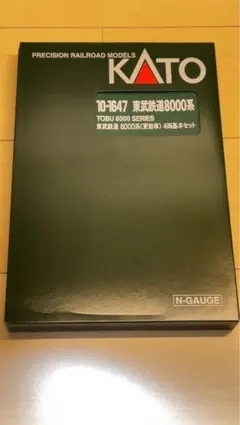 PRECISION RAILROAD MODELS
KATO
10-1647 東武鉄道8000系
TOBU 8000 SERIES
東武鉄道 8000系(更新車) 4両基本セット
N-GAUGE